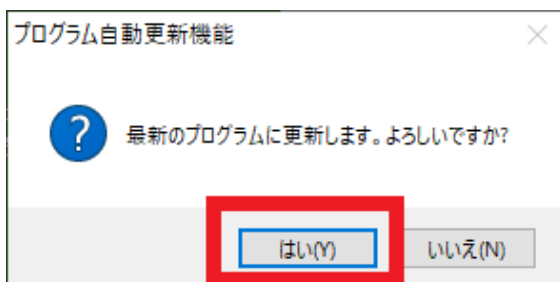 プログラム自動更新機能
最新のプログラムに更新します。よろしいですか?
はい(Y)
いいえ(N)